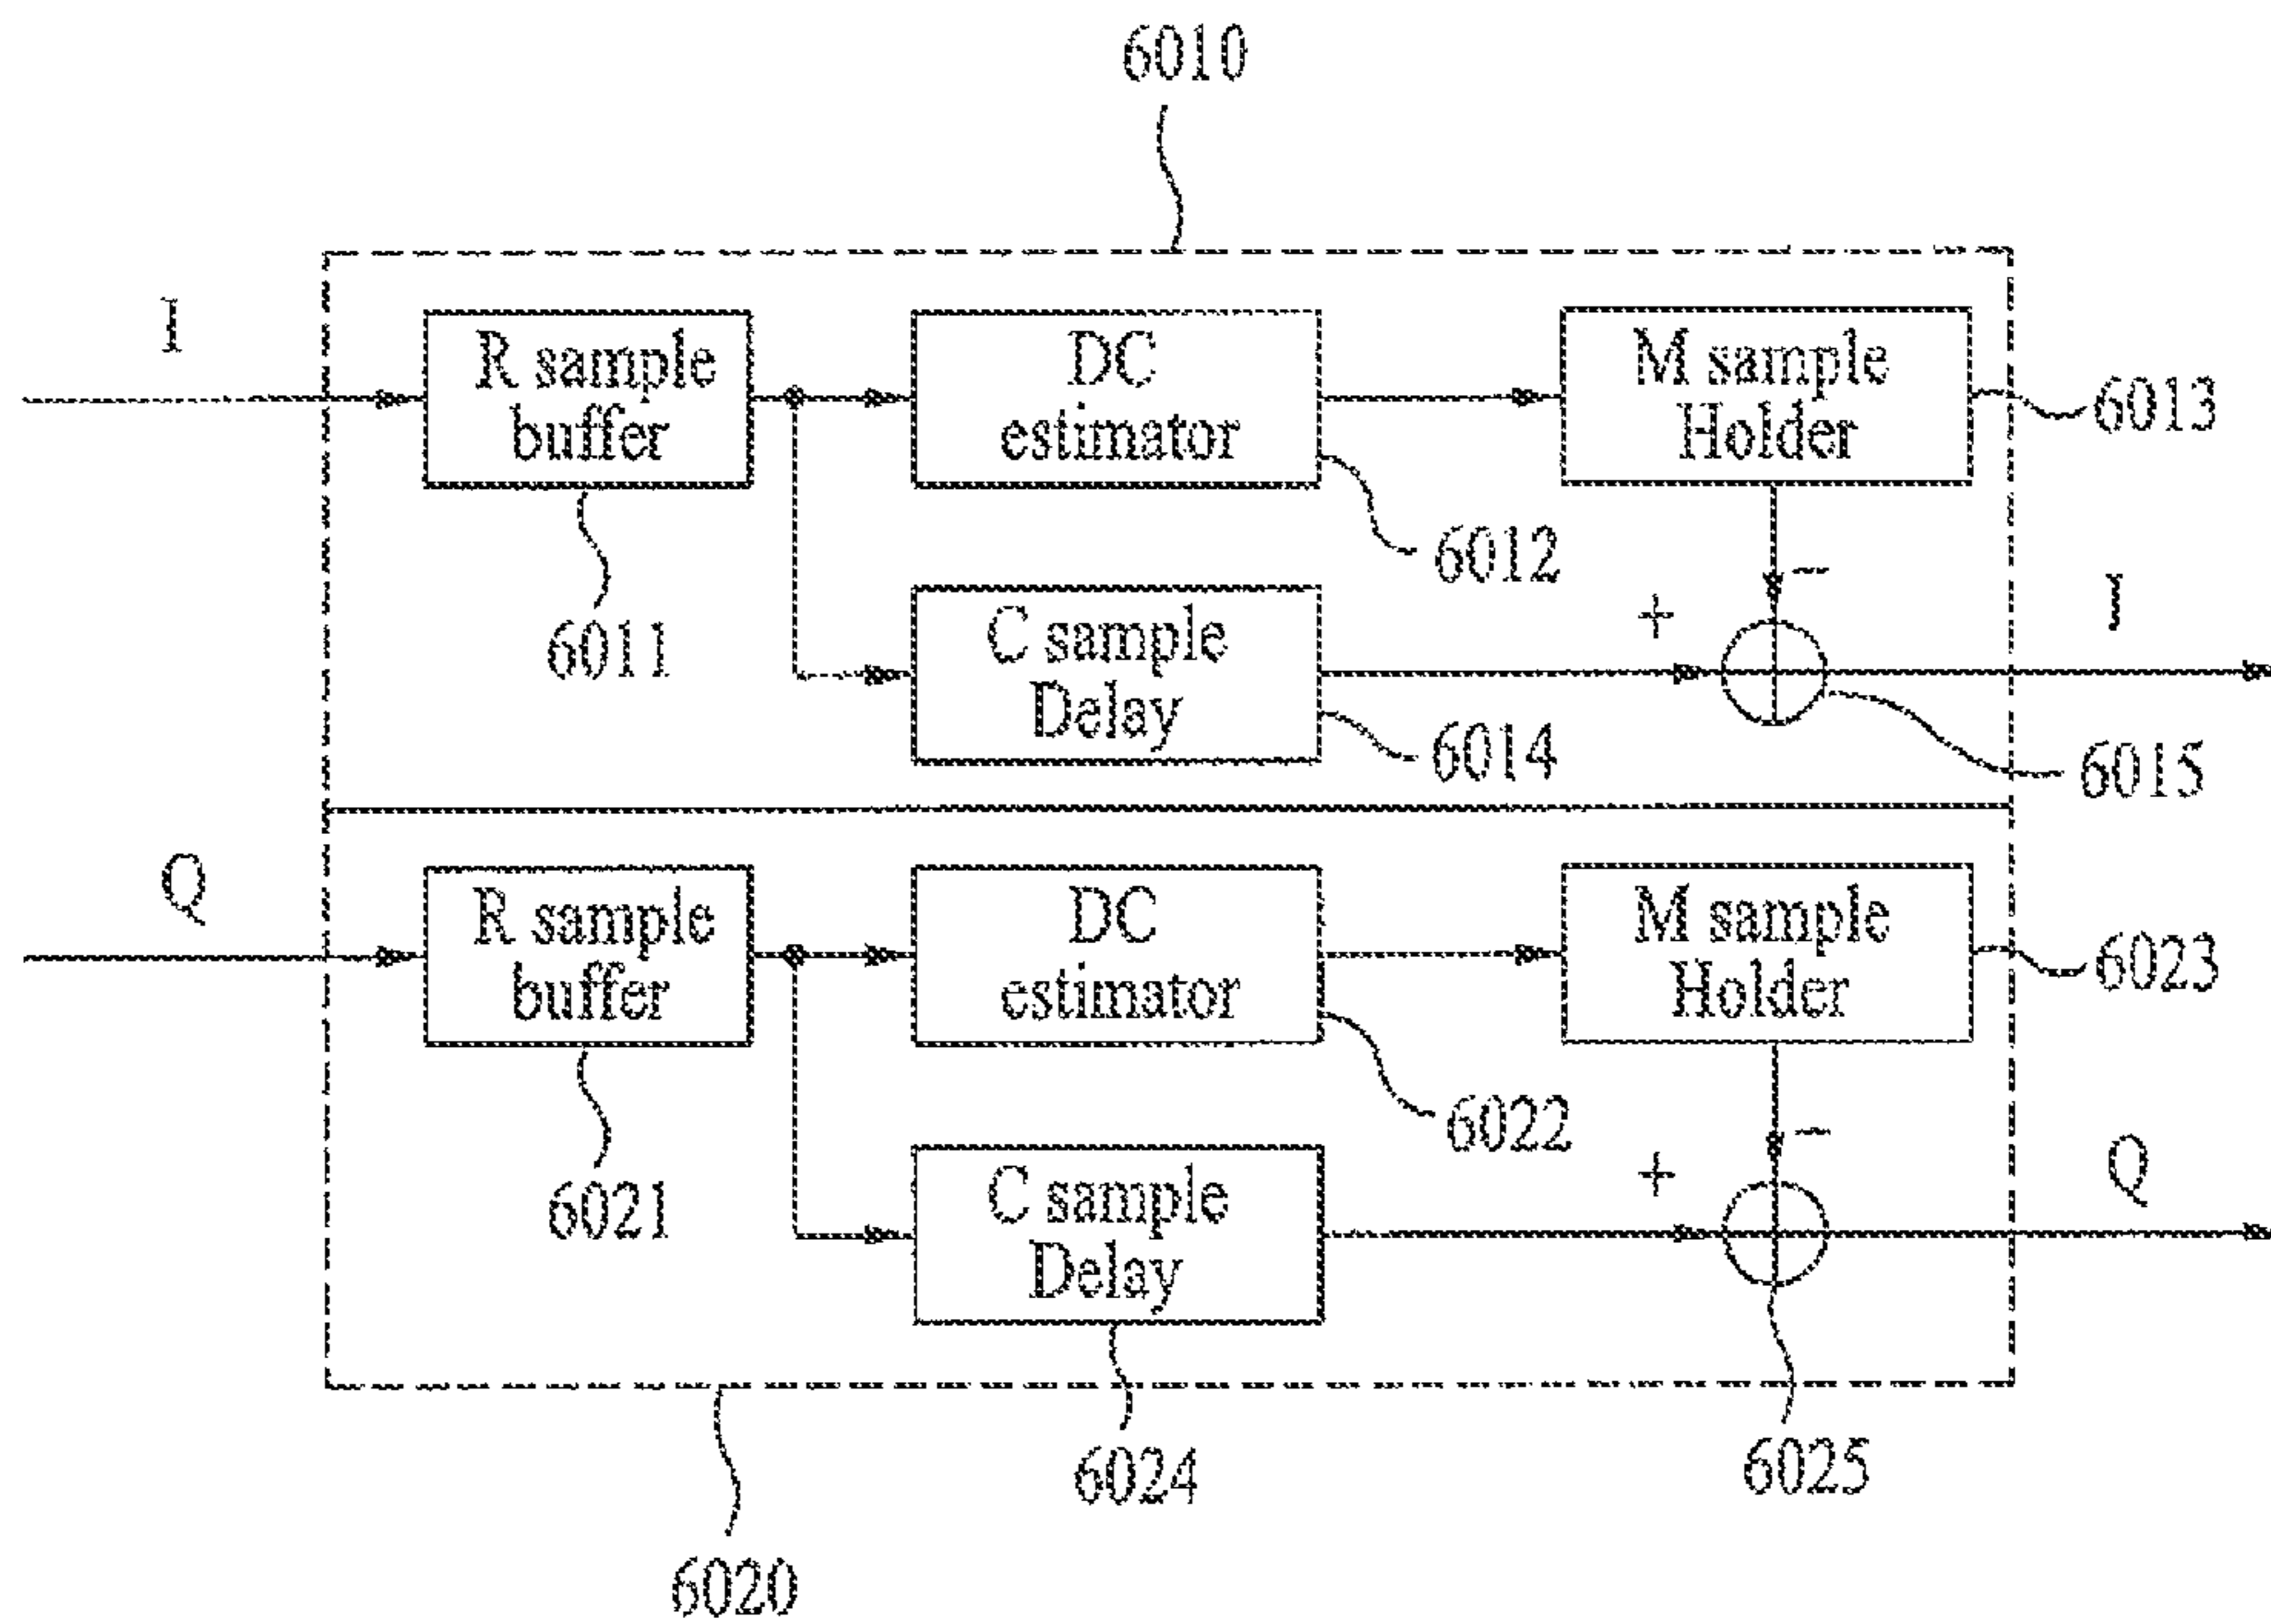 6010
I
R sample
buffer
DC
estimator
M sample
Holder
6013
6012
6011
C sample
Delay
6014
−
+
I
6015
Q
R sample
buffer
DC
estimator
M sample
Holder
6023
6022
6021
C sample
Delay
−
+
Q
6024
6025
6020